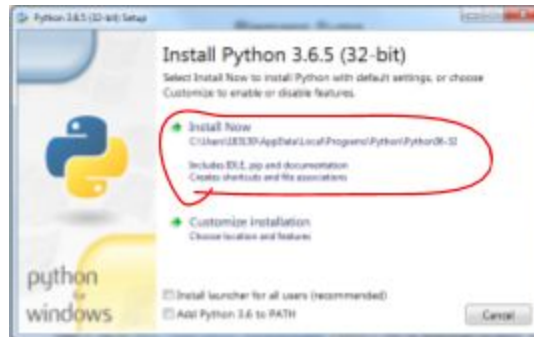 Python 3.6.5 (32-bit) Setup
Install Python 3.6.5 (32-bit)
Select Install Now to install Python with default settings, or choose
Customize to enable or disable features.
Install Now
Includes IDLE, pip and documentation
Creates shortcuts and file associations
Customize installation
Choose location and features
python
for
windows
Install launcher for all users (recommended)
Add Python 3.6 to PATH
Cancel